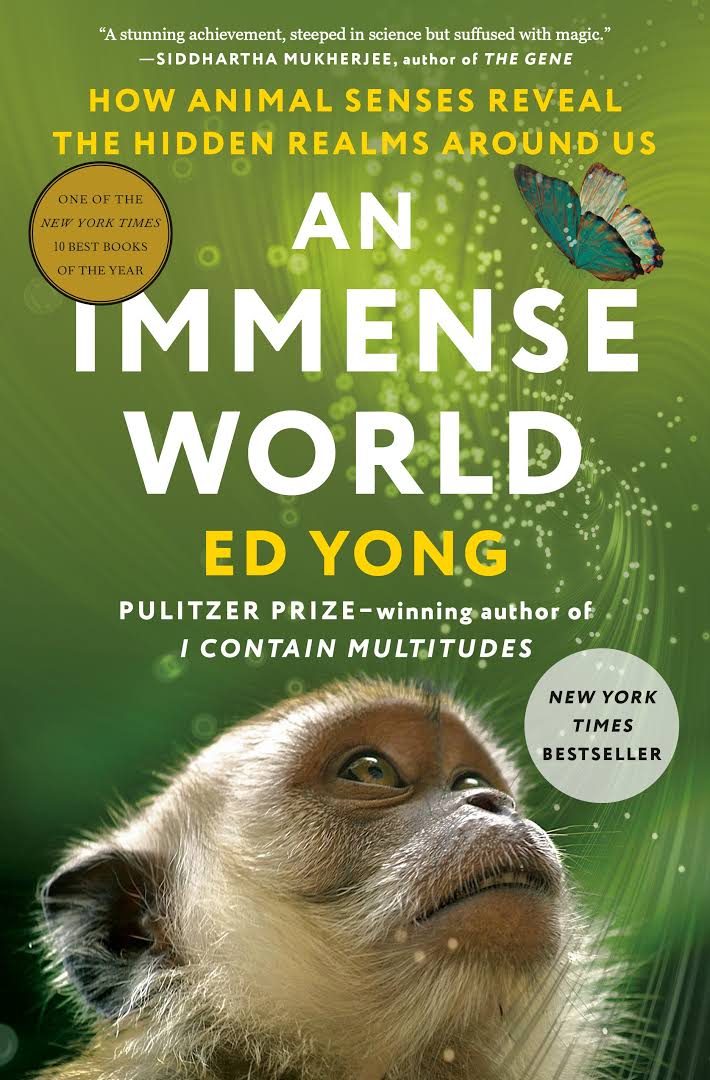 “A stunning achievement, steeped in science but suffused with magic.”
—SIDDHARTHA MUKHERJEE, author of THE GENE
HOW ANIMAL SENSES REVEAL
THE HIDDEN REALMS AROUND US
ONE OF THE
NEW YORK TIMES
10 BEST BOOKS
OF THE YEAR
AN
IMMENSE
WORLD
ED YONG
PULITZER PRIZE–winning author of
I CONTAIN MULTITUDES
NEW YORK
TIMES
BESTSELLER